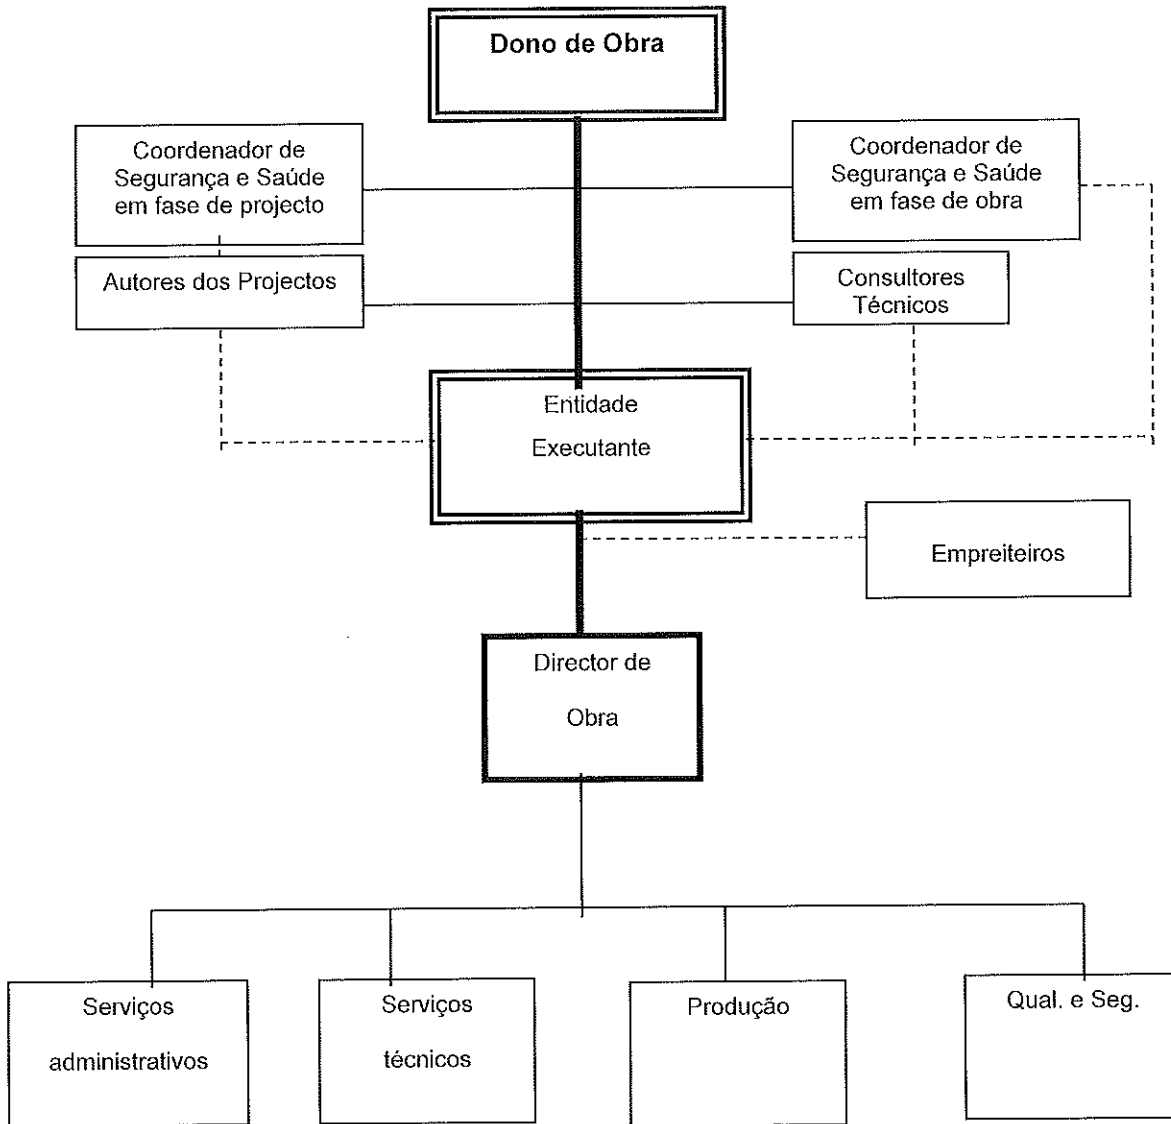 Dono de Obra
Coordenador de
Segurança e Saúde
em fase de projecto
Coordenador de
Segurança e Saúde
em fase de obra
Autores dos Projectos
Consultores
Técnicos
Entidade
Executante
Empreiteiros
Director de
Obra
Serviços
administrativos
Serviços
técnicos
Produção
Qual. e Seg.